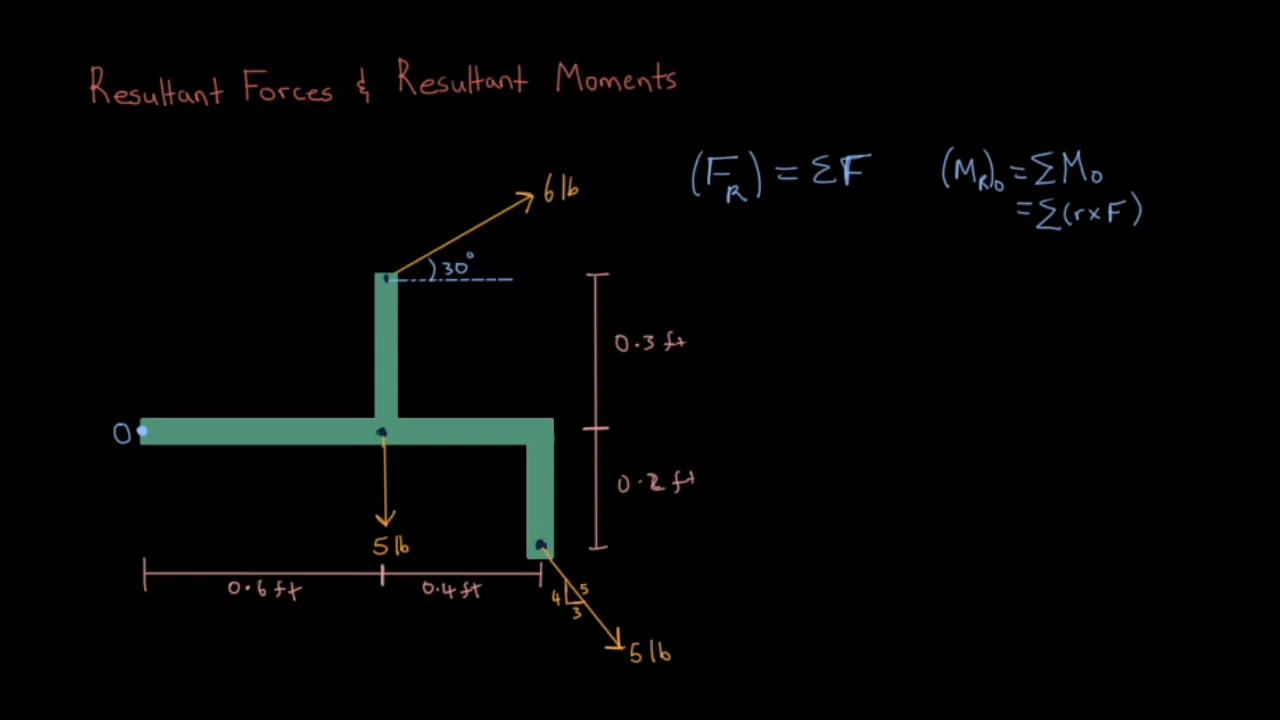 Resultant Forces & Resultant Moments
(F_R) = ΣF
(M_R)_O = ΣM_O
= Σ(r×F)
6 lb
30°
0.3 ft
O
0.2 ft
5 lb
0.6 ft
0.4 ft
4
5
3
5 lb